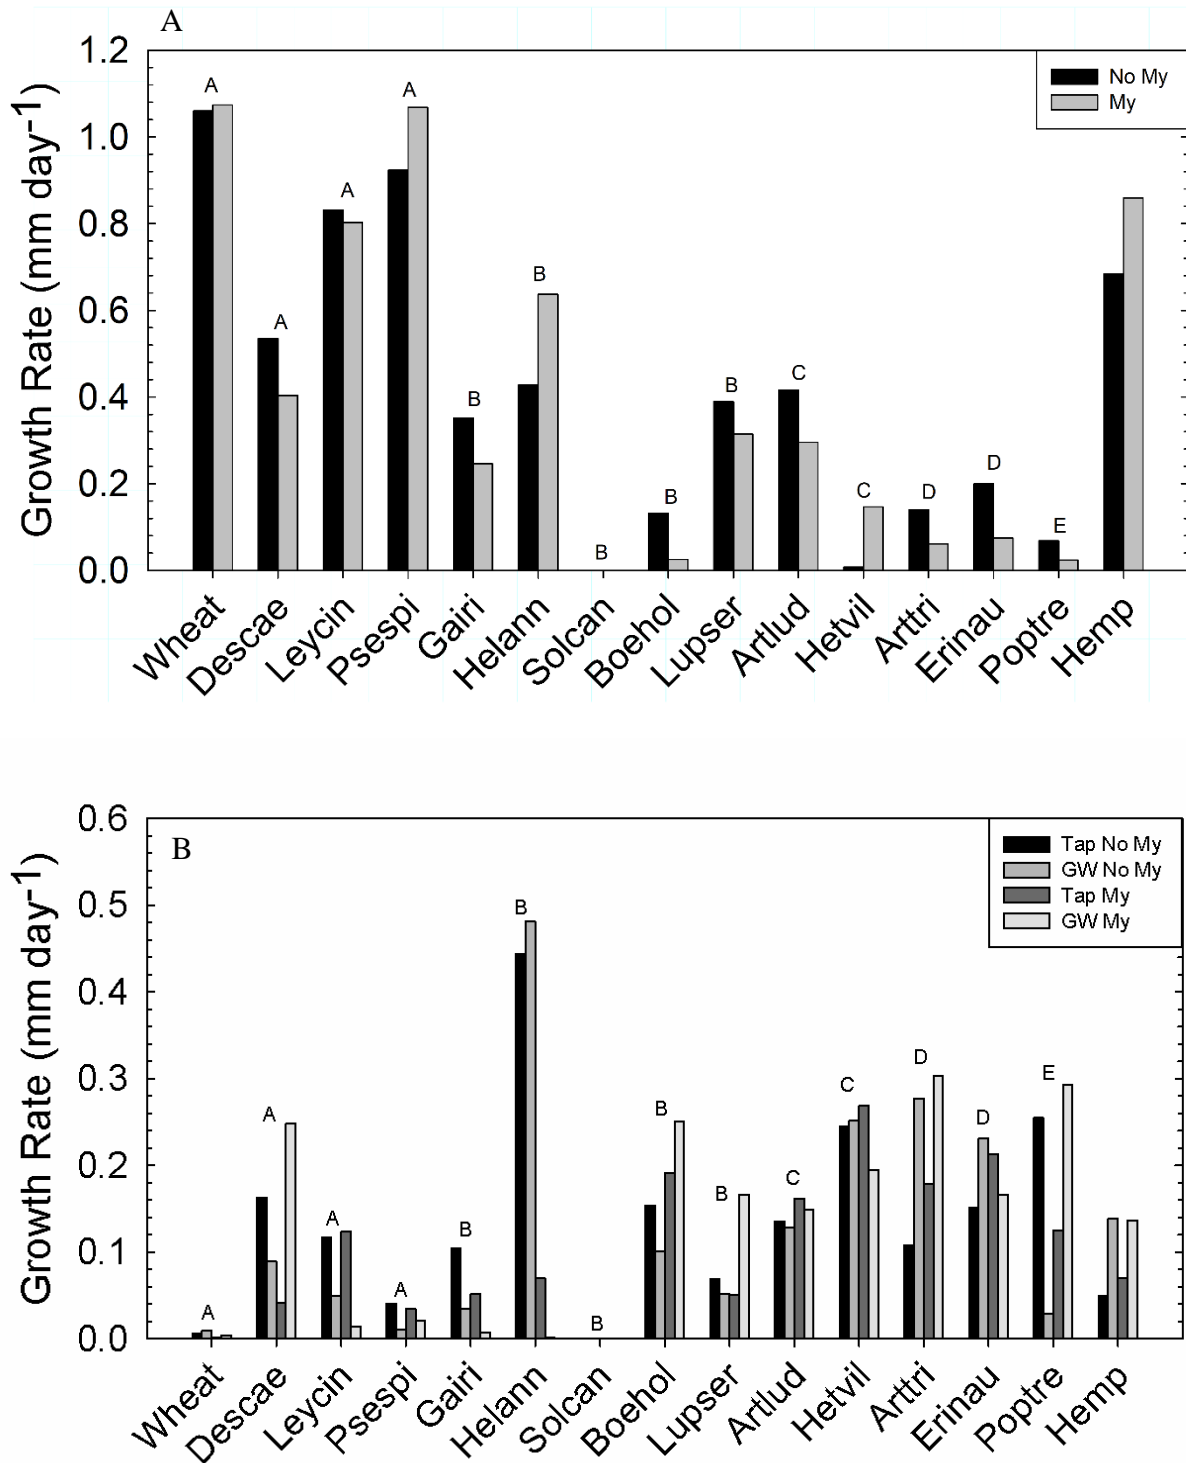 A
1.2
1.0
0.8
0.6
0.4
0.2
0.0
Growth Rate (mm day-1)
No My
My
A
A
A
A
B
B
B
B
B
C
C
D
D
E
Wheat
Descae
Leycin
Psespi
Gairi
Helann
Solcan
Boehol
Lupser
Artlud
Hetvil
Arttri
Erinau
Poptre
Hemp
B
0.6
0.5
0.4
0.3
0.2
0.1
0.0
Growth Rate (mm day-1)
Tap No My
GW No My
Tap My
GW My
A
A
A
A
B
B
B
B
B
C
C
D
D
E
Wheat
Descae
Leycin
Psespi
Gairi
Helann
Solcan
Boehol
Lupser
Artlud
Hetvil
Arttri
Erinau
Poptre
Hemp